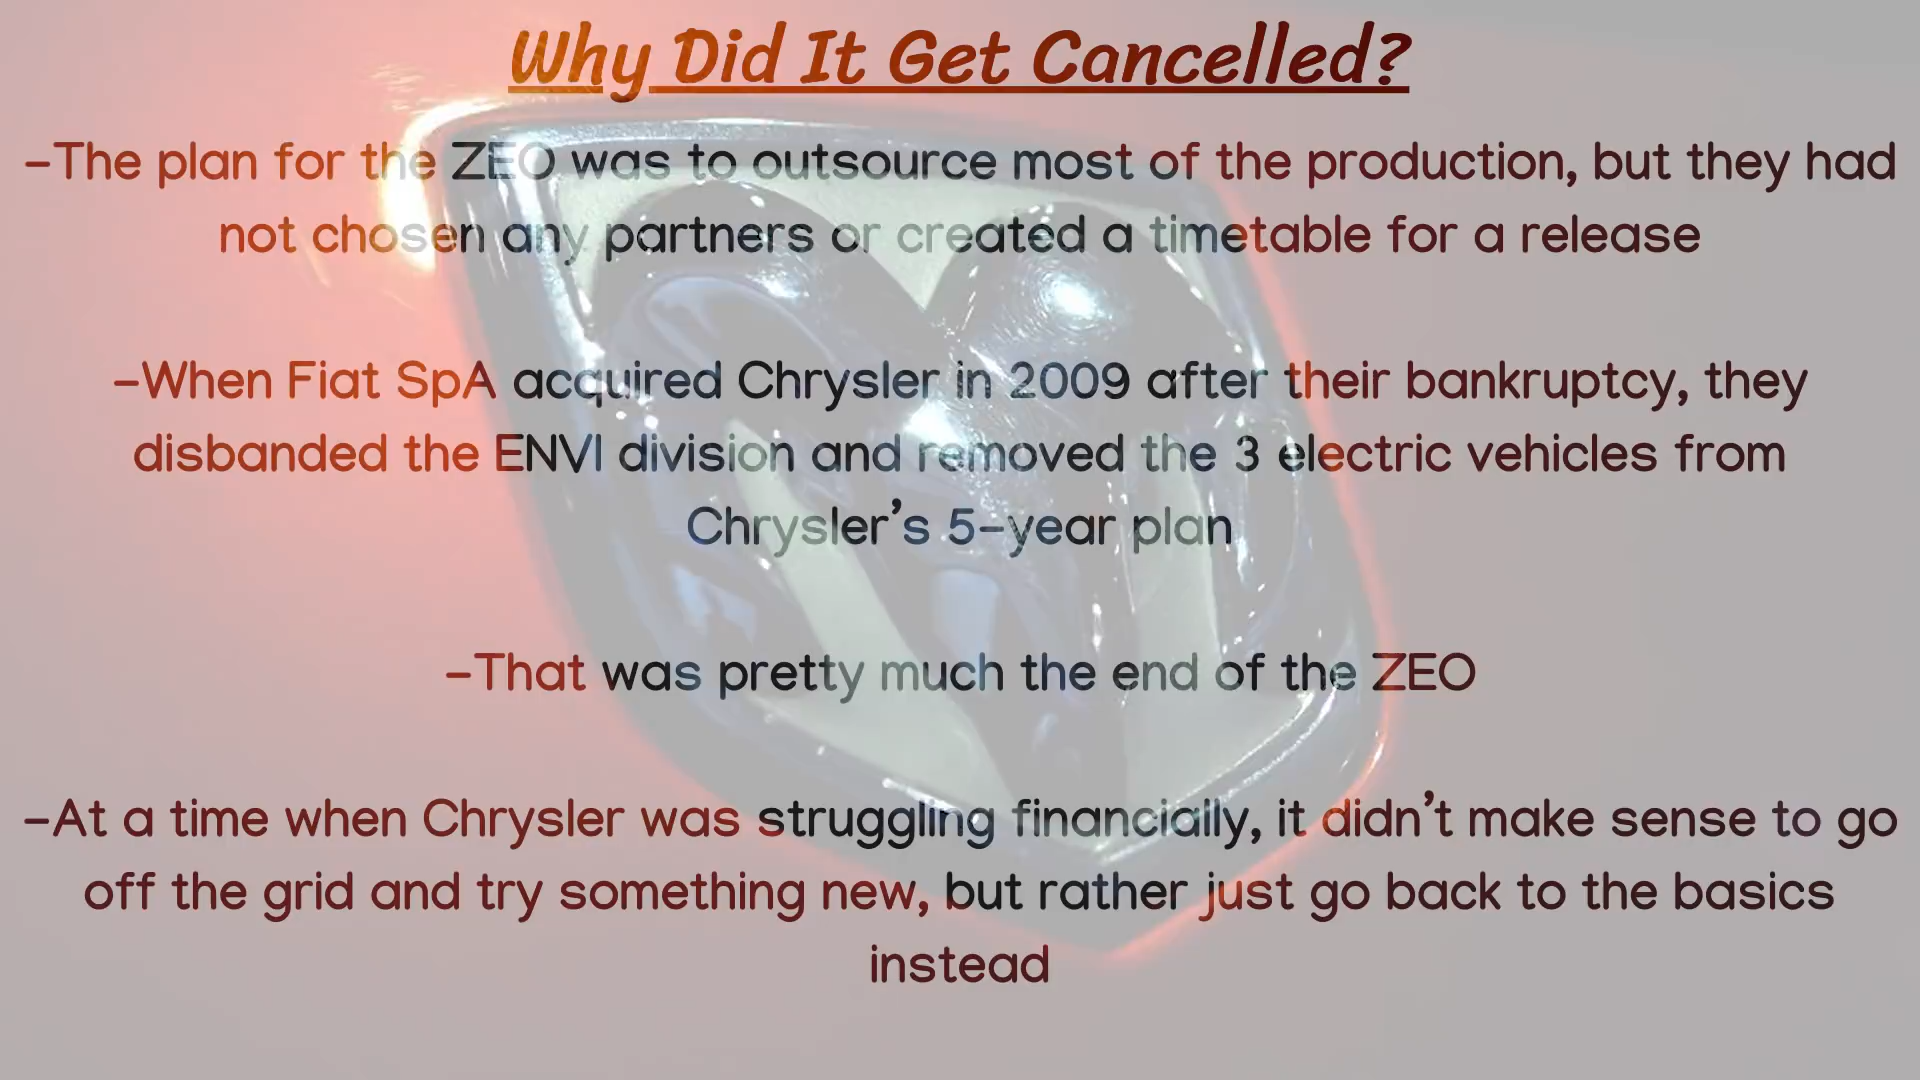 Why Did It Get Cancelled?
-The plan for the ZEO was to outsource most of the production, but they had
not chosen any partners or created a timetable for a release
-When Fiat SpA acquired Chrysler in 2009 after their bankruptcy, they
disbanded the ENVI division and removed the 3 electric vehicles from
Chrysler's 5-year plan
-That was pretty much the end of the ZEO
-At a time when Chrysler was struggling financially, it didn't make sense to go
off the grid and try something new, but rather just go back to the basics
instead